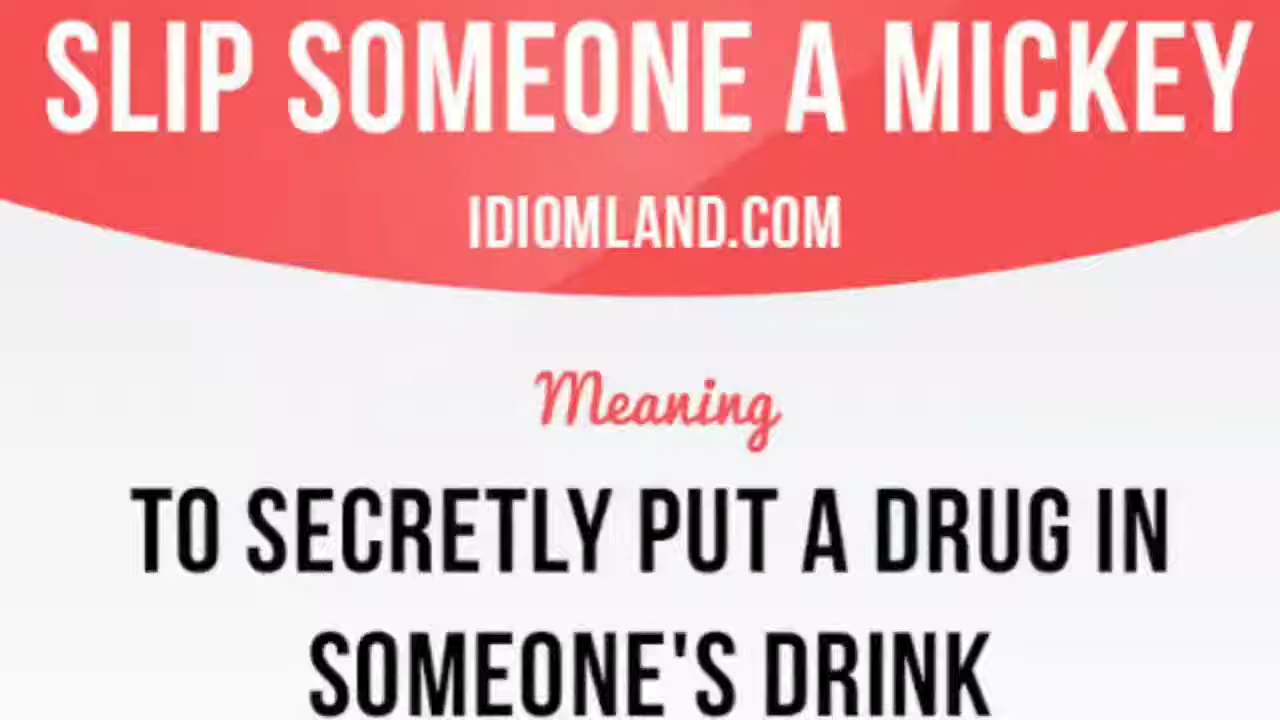 SLIP SOMEONE A MICKEY
IDIOMLAND.COM
Meaning
TO SECRETLY PUT A DRUG IN
SOMEONE'S DRINK